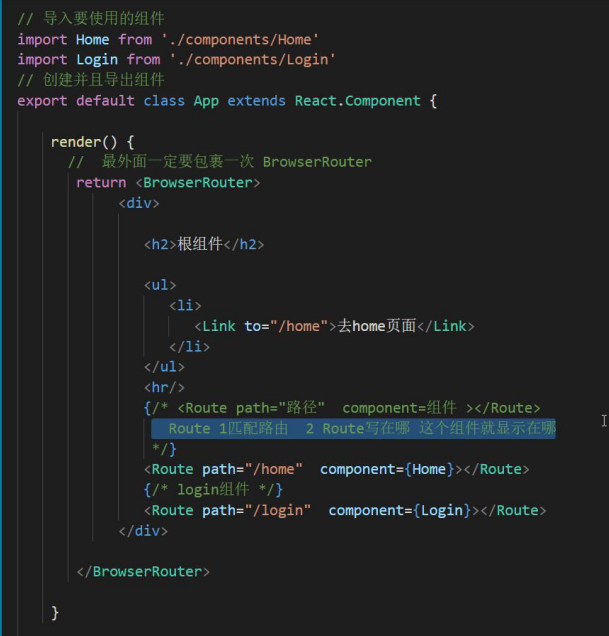 // 导入要使用的组件
import Home from './components/Home'
import Login from './components/Login'
// 创建并且导出组件
export default class App extends React.Component {
render() {
// 最外面一定要包裹一次 BrowserRouter
return <BrowserRouter>
<div>
<h2>根组件</h2>
<ul>
<li>
<Link to="/home">去home页面</Link>
</li>
</ul>
<hr/>
{/* <Route path="路径" component=组件 ></Route>
Route 1匹配路由 2 Route写在哪 这个组件就显示在哪
*/}
<Route path="/home" component={Home}></Route>
{/* login组件 */}
<Route path="/login" component={Login}></Route>
</div>
</BrowserRouter>
}